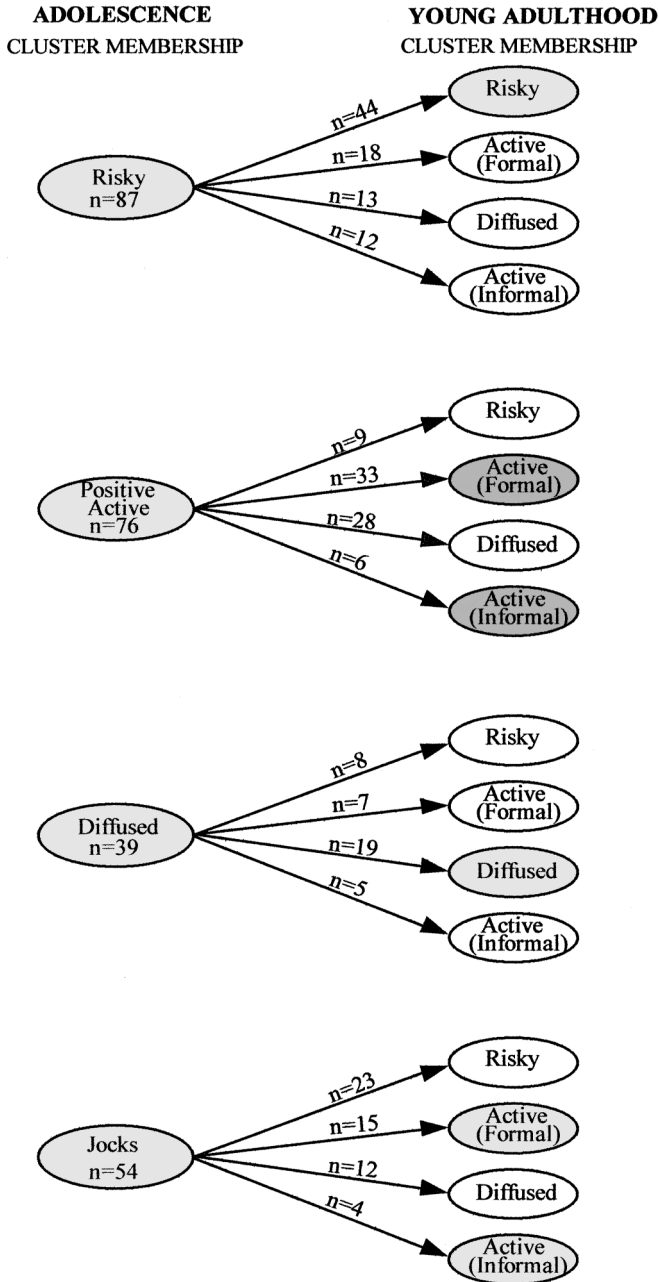 ADOLESCENCE
CLUSTER MEMBERSHIP
YOUNG ADULTHOOD
CLUSTER MEMBERSHIP
Risky
n=87
n=44
n=18
n=13
n=12
Risky
Active
(Formal)
Diffused
Active
(Informal)
Positive
Active
n=76
n=9
n=33
n=28
n=6
Risky
Active
(Formal)
Diffused
Active
(Informal)
Diffused
n=39
n=8
n=7
n=19
n=5
Risky
Active
(Formal)
Diffused
Active
(Informal)
Jocks
n=54
n=23
n=15
n=12
n=4
Risky
Active
(Formal)
Diffused
Active
(Informal)